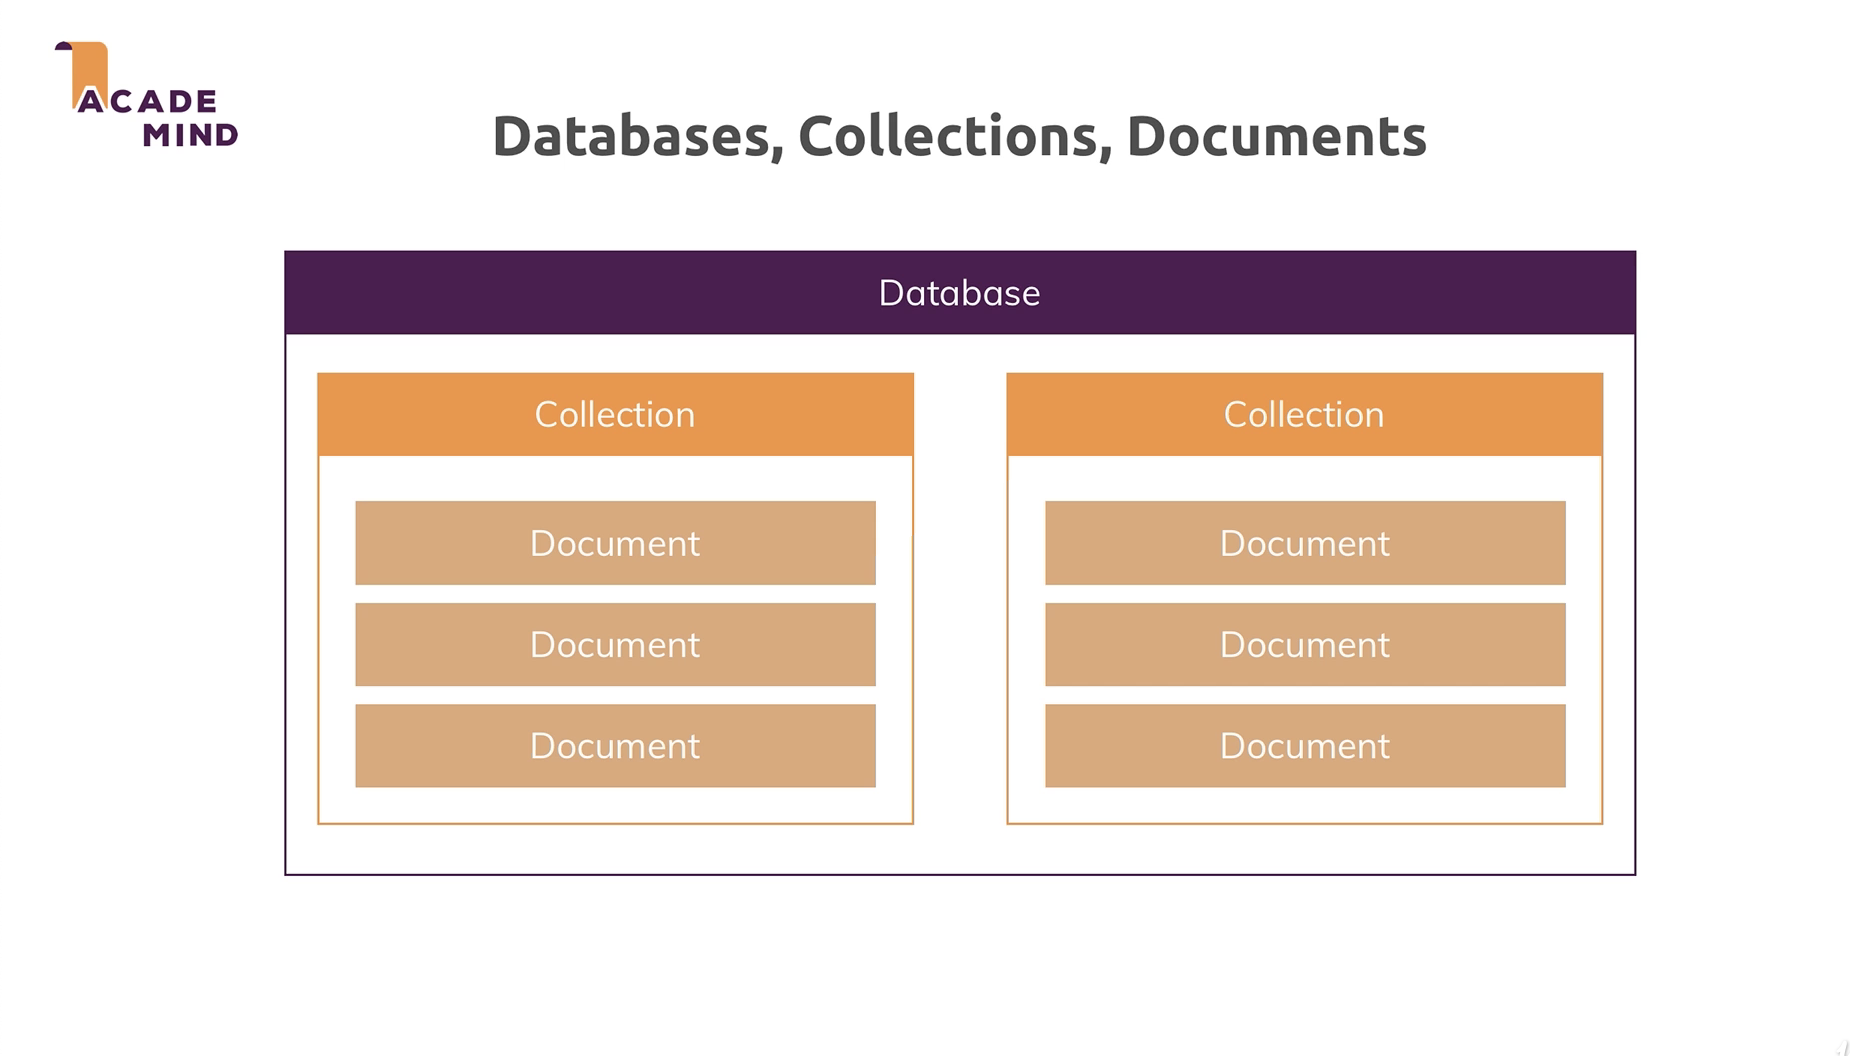 ACADE
MIND
Databases, Collections, Documents
Database
Collection
Document
Document
Document
Collection
Document
Document
Document